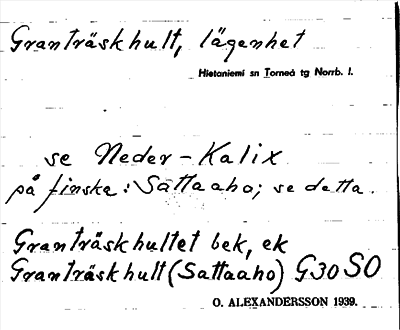 Granträskhult, lägenhet
Hietaniemi sn Torneå tg Norrb. l.
se Neder-Kalix
på finska: Sattaaho; se detta.
Granträskhultet bek, ek
Granträskhult (Sattaaho) G30 SO
O. ALEXANDERSSON 1939.